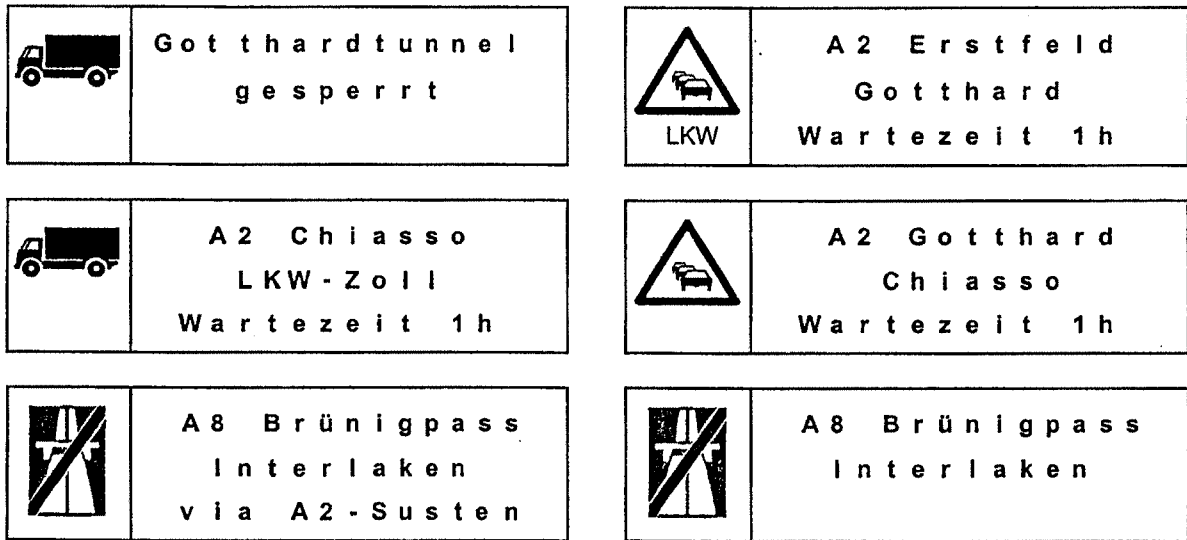 Gotthardtunnel
gesperrt
A2 Erstfeld
Gotthard
Wartezeit 1h
LKW
A2 Chiasso
LKW-Zoll
Wartezeit 1h
A2 Gotthard
Chiasso
Wartezeit 1h
A8 Brünigpass
Interlaken
via A2-Susten
A8 Brünigpass
Interlaken